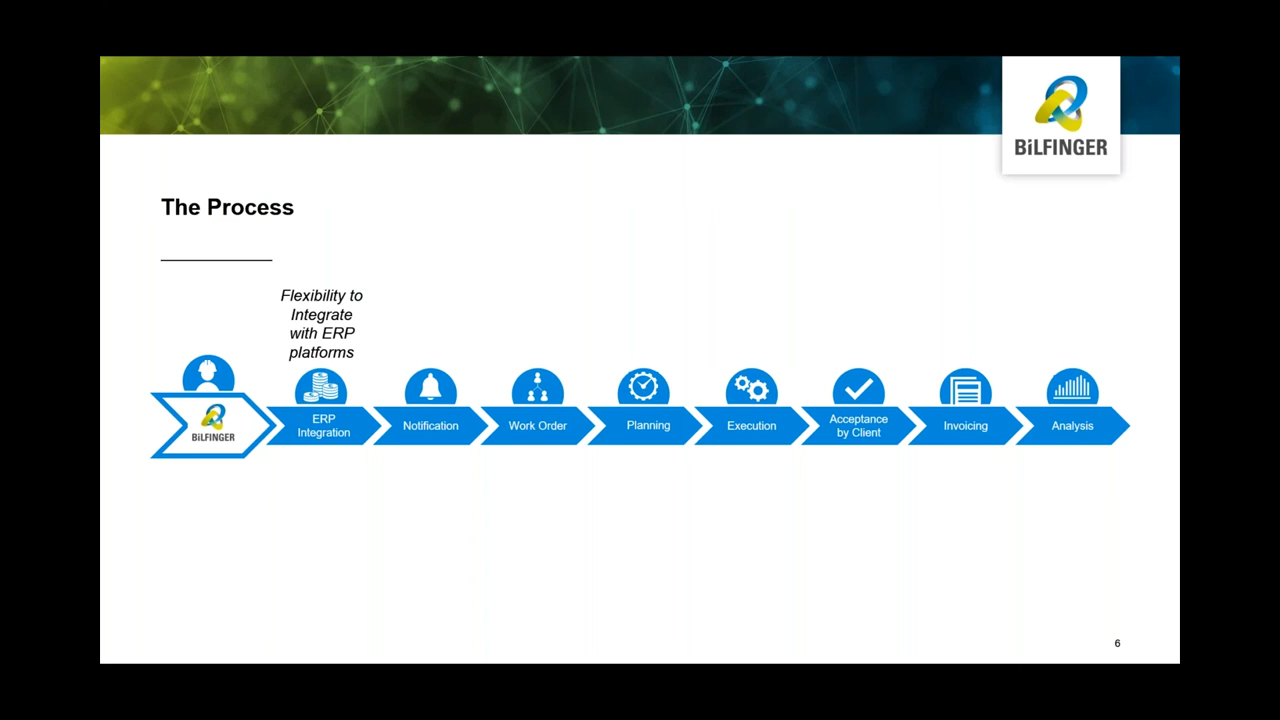 BiLFINGER
The Process
Flexibility to
Integrate
with ERP
platforms
BiLFINGER
ERP
Integration
Notification
Work Order
Planning
Execution
Acceptance
by Client
Invoicing
Analysis
6